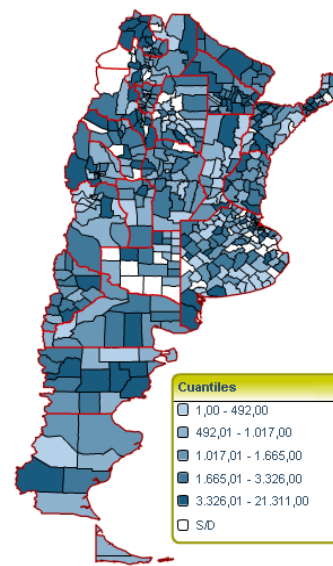 Cuantiles
1,00 - 492,00
492,01 - 1.017,00
1.017,01 - 1.665,00
1.665,01 - 3.326,00
3.326,01 - 21.311,00
S/D